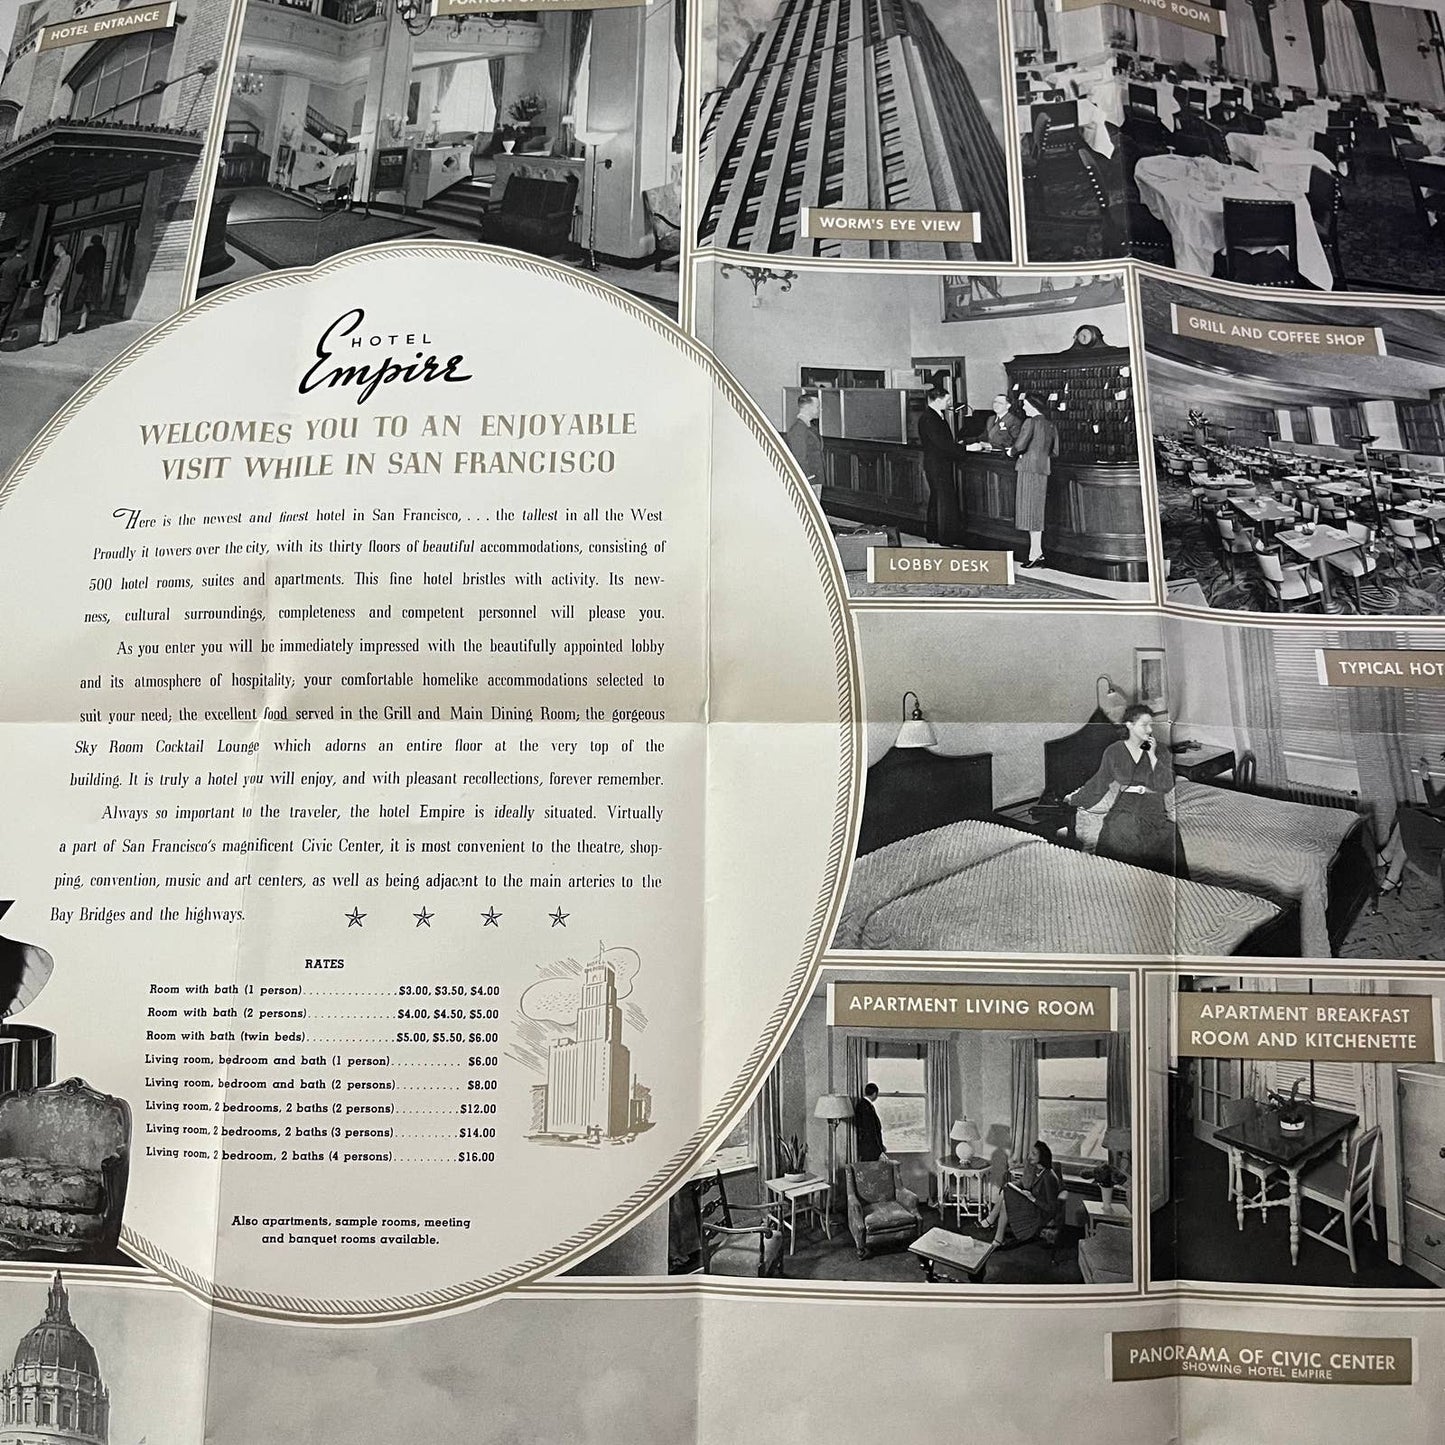 HOTEL ENTRANCE
PORTION OF
ING ROOM
WORM'S EYE VIEW
GRILL AND COFFEE SHOP
LOBBY DESK
TYPICAL HOT
HOTEL
Empire
WELCOMES YOU TO AN ENJOYABLE
VISIT WHILE IN SAN FRANCISCO
Here is the newest and finest hotel in San Francisco, . . . the tallest in all the West
Proudly it towers over the city, with its thirty floors of beautiful accommodations, consisting of
500 hotel rooms, suites and apartments. This fine hotel bristles with activity. Its new-
ness, cultural surroundings, completeness and competent personnel will please you.
As you enter you will be immediately impressed with the beautifully appointed lobby
and its atmosphere of hospitality; your comfortable homelike accommodations selected to
suit your need; the excellent food served in the Grill and Main Dining Room; the gorgeous
Sky Room Cocktail Lounge which adorns an entire floor at the very top of the
building. It is truly a hotel you will enjoy, and with pleasant recollections, forever remember.
Always so important to the traveler, the hotel Empire is ideally situated. Virtually
a part of San Francisco's magnificent Civic Center, it is most convenient to the theatre, shop-
ping, convention, music and art centers, as well as being adjacent to the main arteries to the
Bay Bridges and the highways.
RATES
Room with bath (1 person)...............$3.00, $3.50, $4.00
Room with bath (2 persons)..............$4.00, $4.50, $5.00
Room with bath (twin beds).............$5.00, $5.50, $6.00
Living room, bedroom and bath (1 person)........... $6.00
Living room, bedroom and bath (2 persons).......... $8.00
Living room, 2 bedrooms, 2 baths (2 persons)..........$12.00
Living room, 2 bedrooms, 2 baths (3 persons)..........$14.00
Living room, 2 bedroom, 2 baths (4 persons)..........$16.00
Also apartments, sample rooms, meeting
and banquet rooms available.
APARTMENT LIVING ROOM
APARTMENT BREAKFAST
ROOM AND KITCHENETTE
PANORAMA OF CIVIC CENTER
SHOWING HOTEL EMPIRE